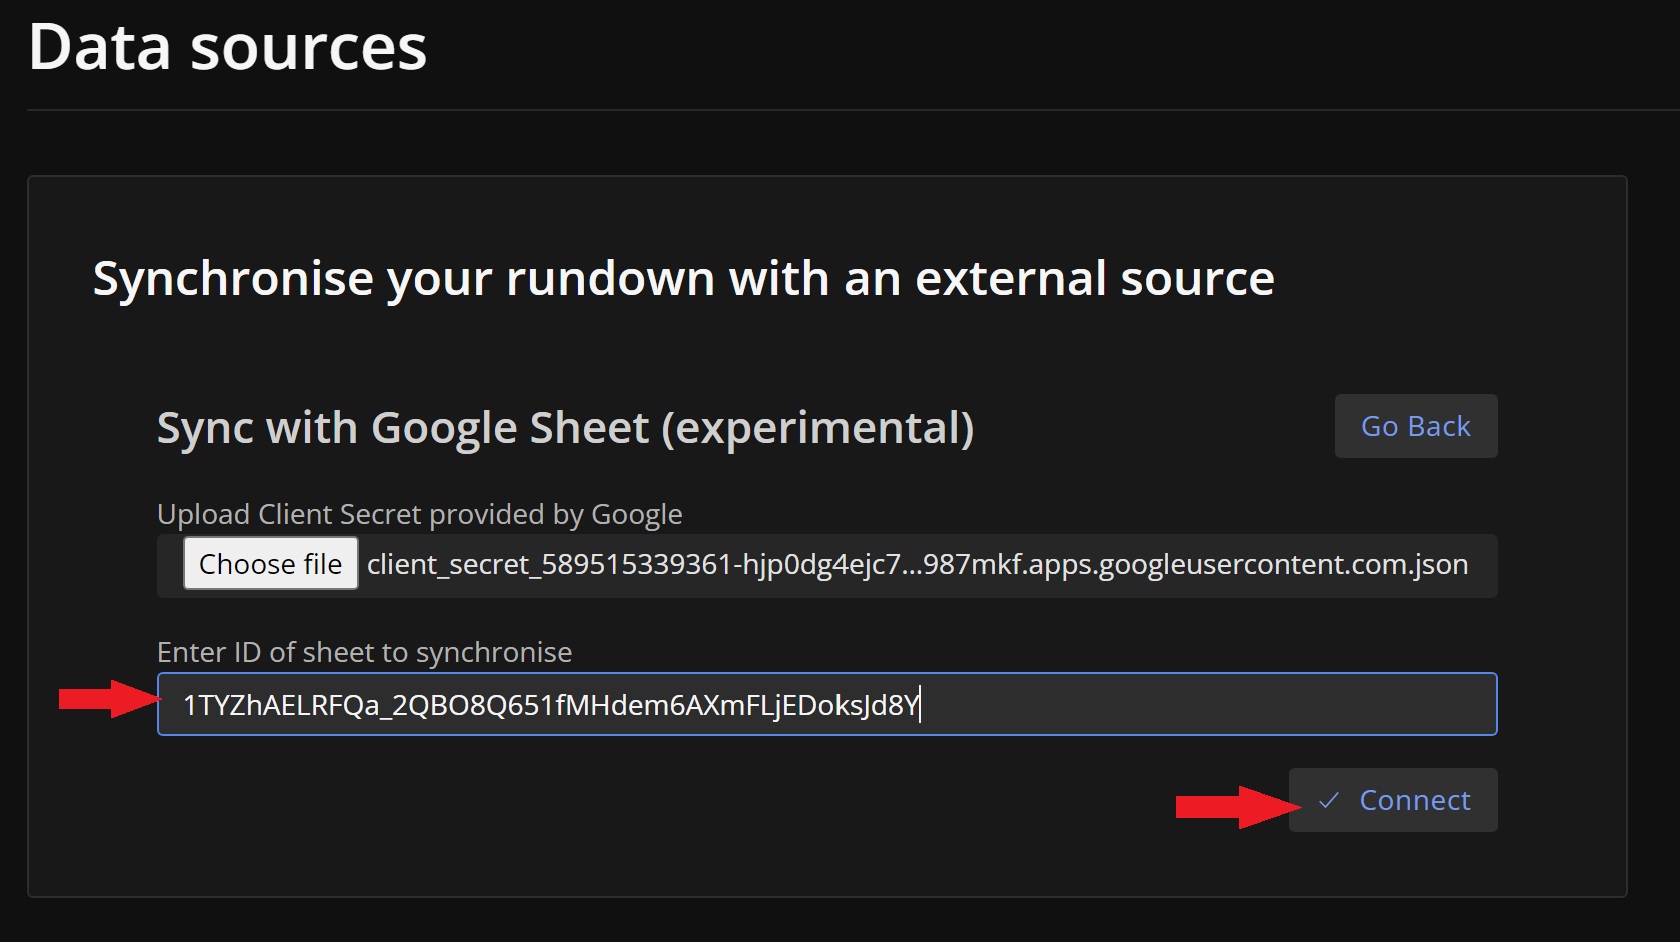 Data sources
Synchronise your rundown with an external source
Sync with Google Sheet (experimental)
Go Back
Upload Client Secret provided by Google
Choose file client_secret_589515339361-hjp0dg4ejc7...987mkf.apps.googleusercontent.com.json
Enter ID of sheet to synchronise
1TYZhAELRFQa_2QBO8Q651fMHdem6AXmFLjEDoksJd8Y
Connect